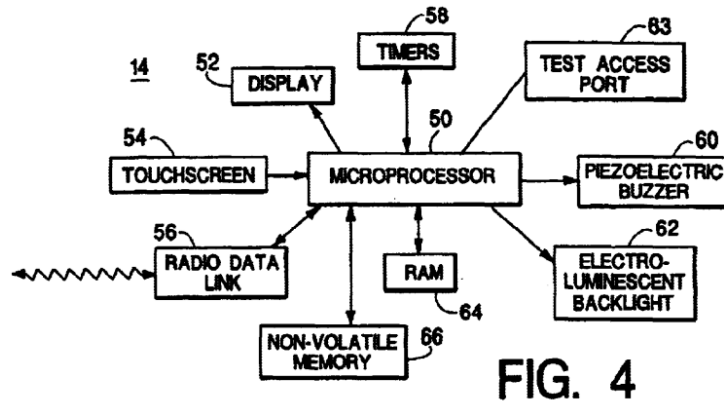 58
63
TIMERS
TEST ACCESS
PORT
14
52
DISPLAY
50
60
54
TOUCHSCREEN
MICROPROCESSOR
PIEZOELECTRIC
BUZZER
56
62
RADIO DATA
LINK
RAM
64
ELECTRO-
LUMINESCENT
BACKLIGHT
NON-VOLATILE
MEMORY
66
FIG. 4